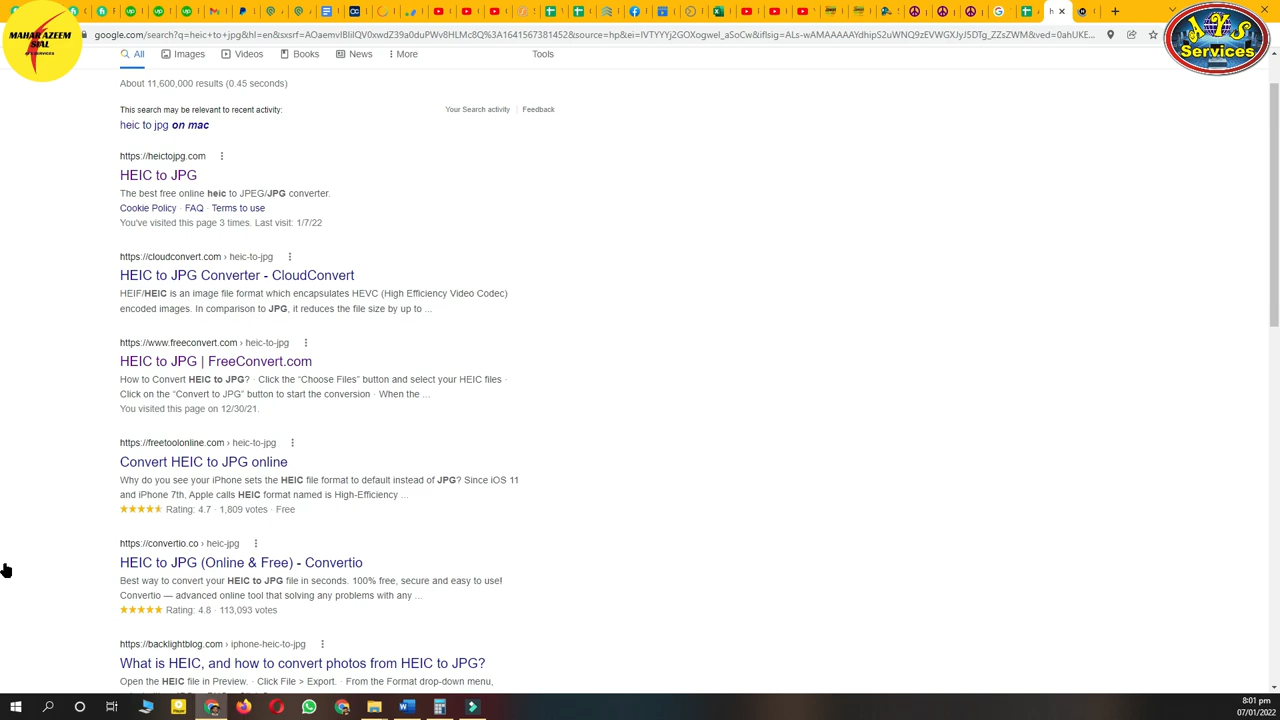 MAHAR AZEEM
SIAL
SERVICES
google.com/search?q=heic+to+jpg&hl=en&sxsrf=
AYS
Services
All
Images
Videos
Books
News
More
Tools
About 11,600,000 results (0.45 seconds)
This search may be relevant to recent activity:
Your Search activity
Feedback
heic to jpg on mac
https://heictojpg.com
HEIC to JPG
The best free online heic to JPEG/JPG converter.
Cookie Policy · FAQ · Terms to use
You've visited this page 3 times. Last visit: 1/7/22
https://cloudconvert.com › heic-to-jpg
HEIC to JPG Converter - CloudConvert
HEIF/HEIC is an image file format which encapsulates HEVC (High Efficiency Video Codec)
encoded images. In comparison to JPG, it reduces the file size by up to ...
https://www.freeconvert.com › heic-to-jpg
HEIC to JPG | FreeConvert.com
How to Convert HEIC to JPG? · Click the “Choose Files” button and select your HEIC files ·
Click on the “Convert to JPG” button to start the conversion · When the ...
You visited this page on 12/30/21.
https://freetoolonline.com › heic-to-jpg
Convert HEIC to JPG online
Why do you see your iPhone sets the HEIC file format to default instead of JPG? Since iOS 11
and iPhone 7th, Apple calls HEIC format named is High-Efficiency ...
Rating: 4.7 · 1,809 votes · Free
https://convertio.co › heic-jpg
HEIC to JPG (Online & Free) - Convertio
Best way to convert your HEIC to JPG file in seconds. 100% free, secure and easy to use!
Convertio — advanced online tool that solving any problems with any ...
Rating: 4.8 · 113,093 votes
https://backlightblog.com › iphone-heic-to-jpg
What is HEIC, and how to convert photos from HEIC to JPG?
Open the HEIC file in Preview. · Click File > Export. · From the Format drop-down menu,
8:01 pm
07/01/2022